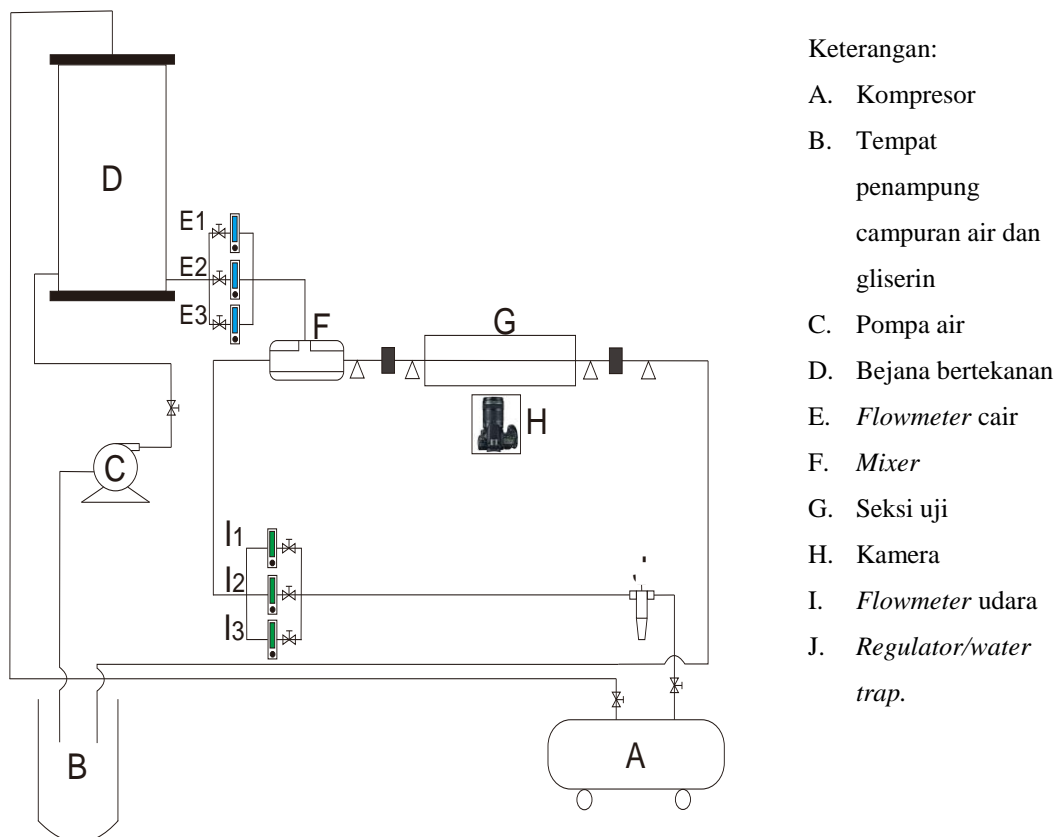 D
E1
E2
E3
F
G
H
C
I1
I2
I3
B
A
Keterangan:
A. Kompresor
B. Tempat
penampung
campuran air dan
gliserin
C. Pompa air
D. Bejana bertekanan
E. Flowmeter cair
F. Mixer
G. Seksi uji
H. Kamera
I. Flowmeter udara
J. Regulator/water
trap.